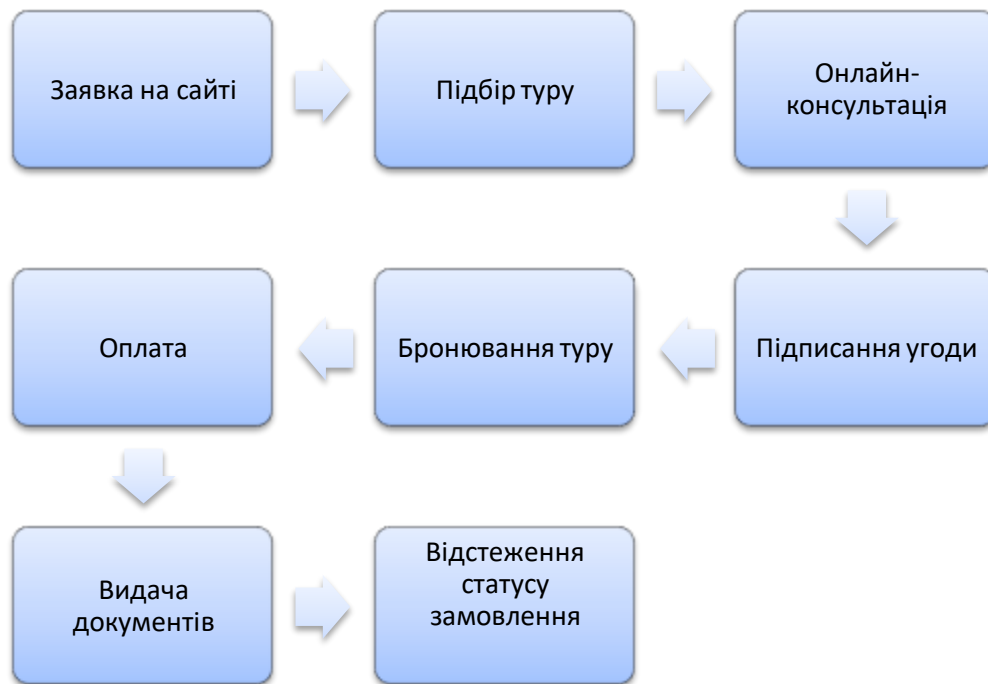 Заявка на сайті
Підбір туру
Онлайн-
консультація
Підписання угоди
Бронювання туру
Оплата
Видача
документів
Відстеження
статусу
замовлення